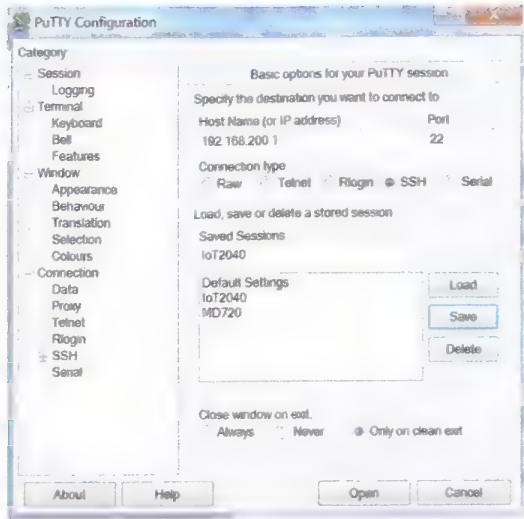 PuTTY Configuration
Category:
Session
Logging
Terminal
Keyboard
Bell
Features
Window
Appearance
Behaviour
Translation
Selection
Colours
Connection
Data
Proxy
Telnet
Rlogin
SSH
Serial
Basic options for your PuTTY session
Specify the destination you want to connect to
Host Name (or IP address) Port
192.168.200.1 22
Connection type
Raw Telnet Rlogin SSH Serial
Load, save or delete a stored session
Saved Sessions
IoT2040
Default Settings
IoT2040
MD720
Load
Save
Delete
Close window on exit.
Always Never Only on clean exit
About Help Open Cancel